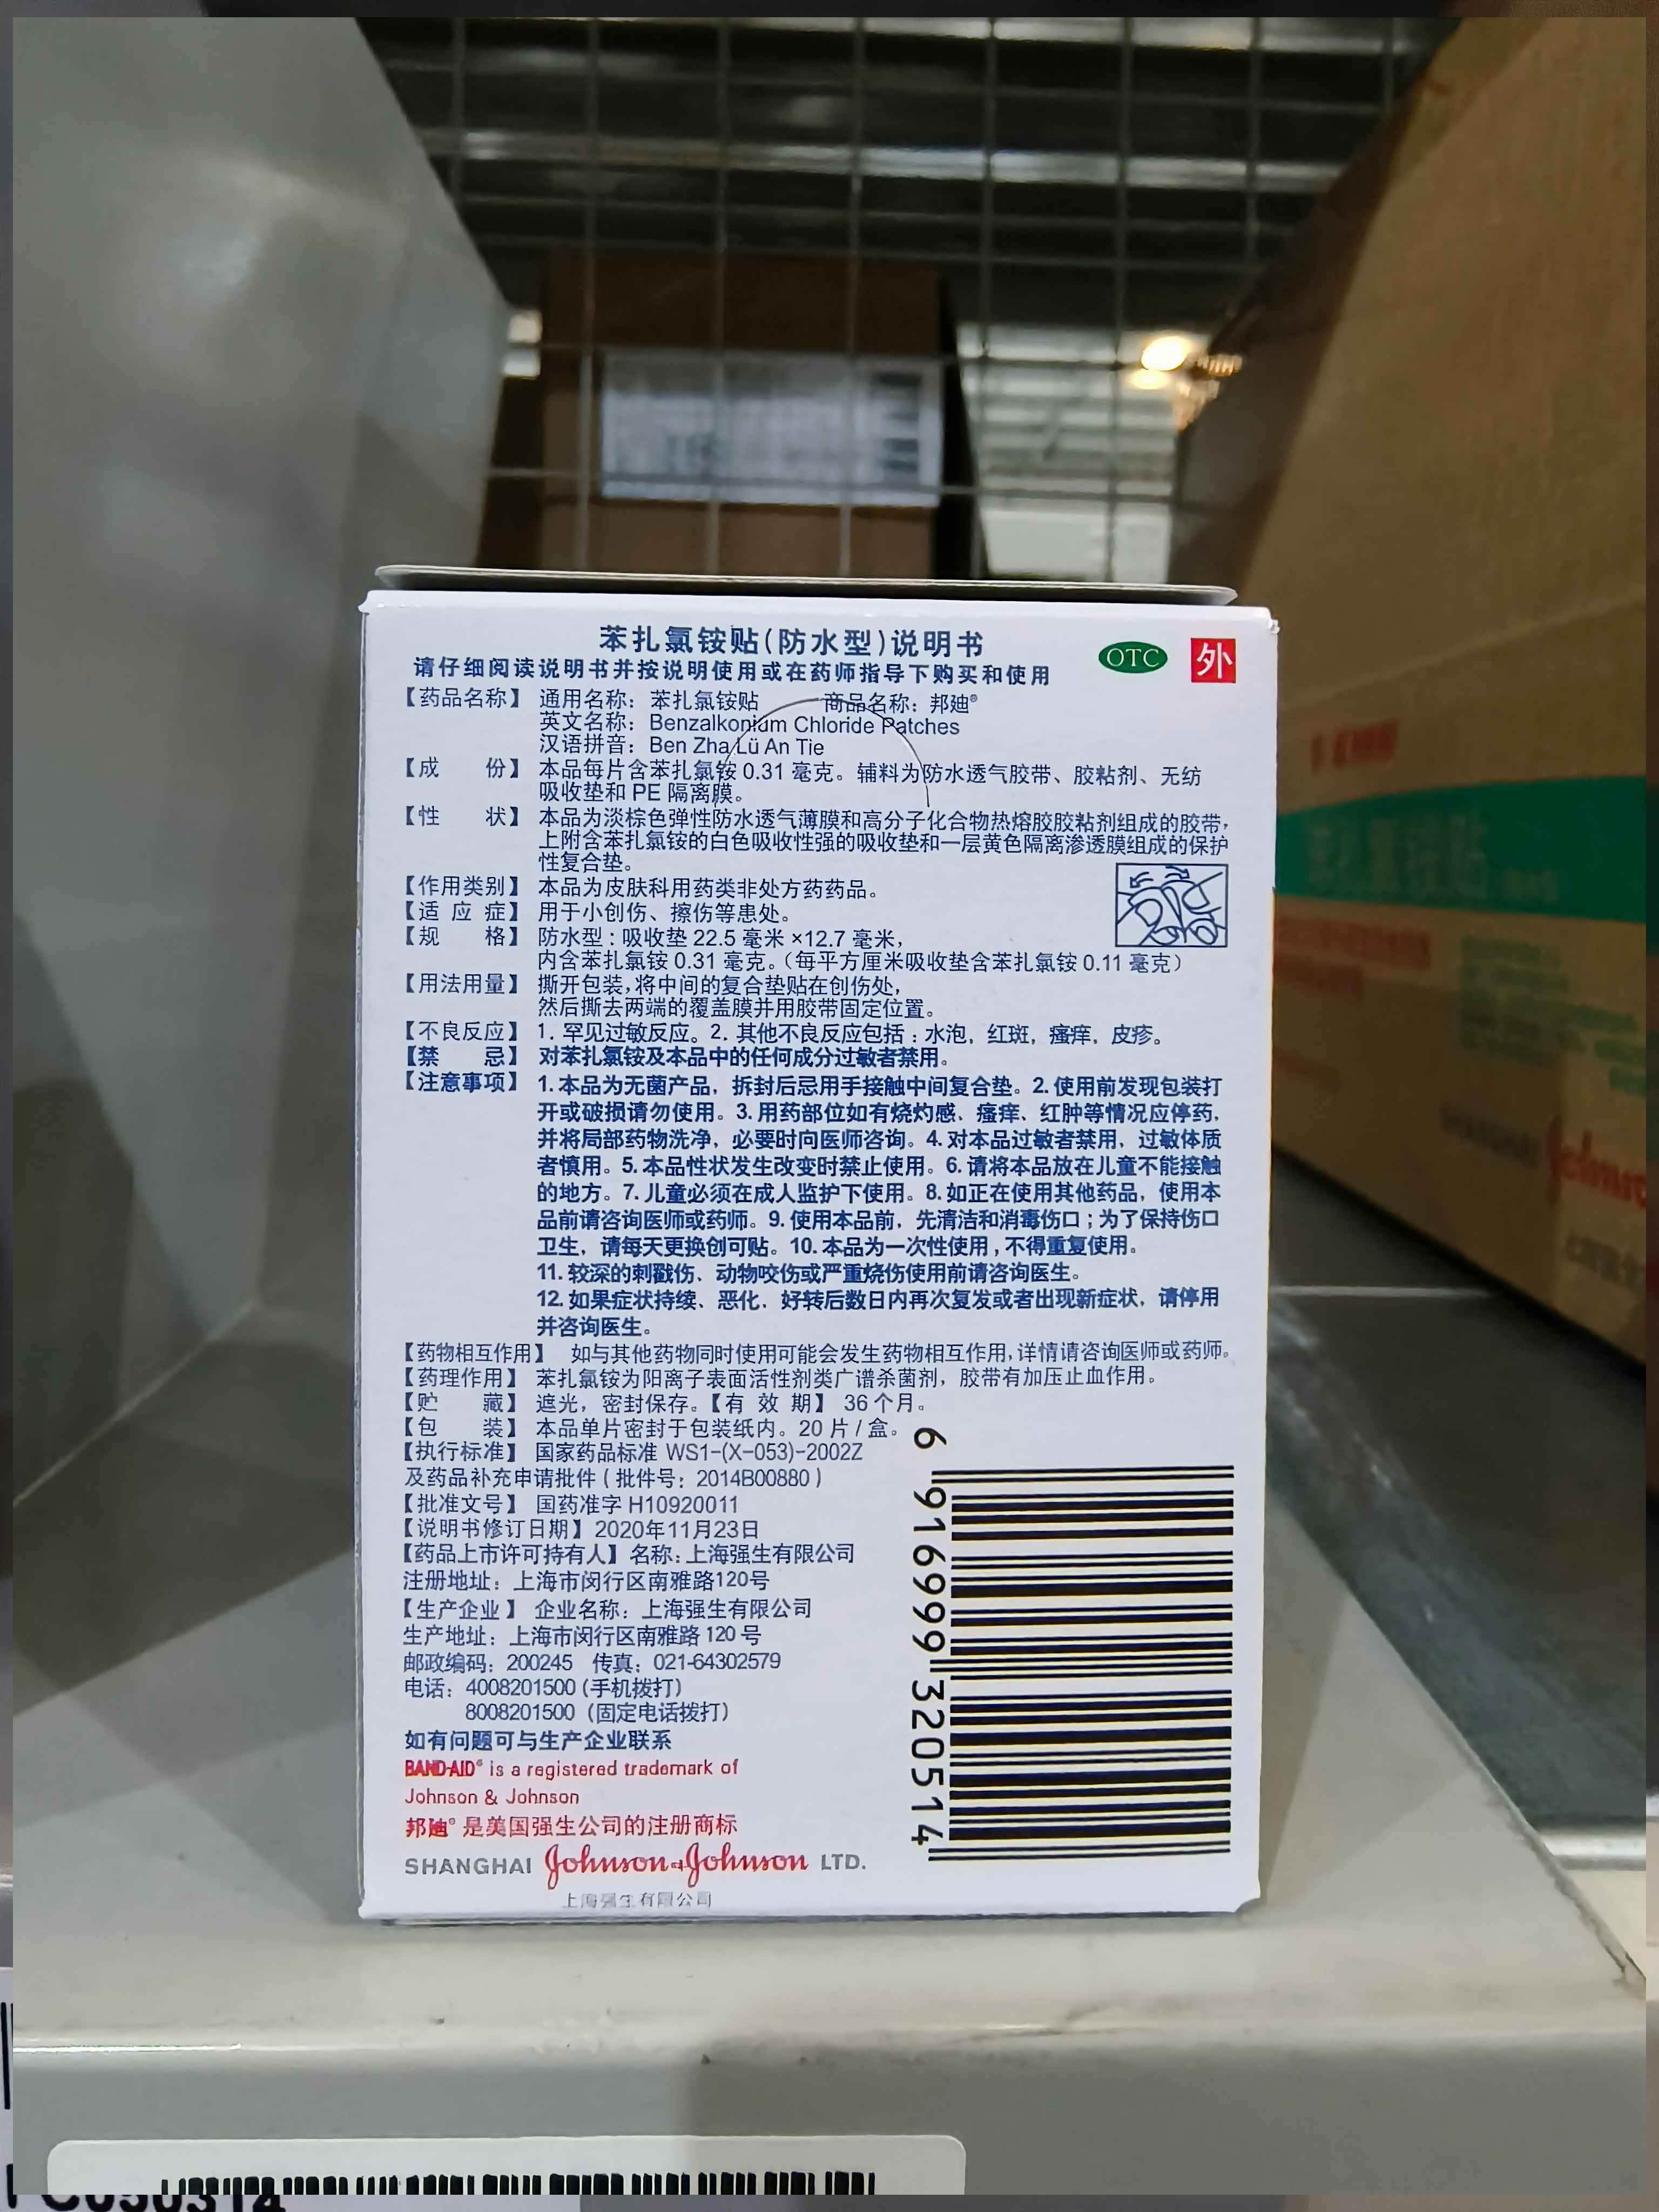 苯扎氯铵贴(防水型)说明书
OTC
外
请仔细阅读说明书并按说明使用或在药师指导下购买和使用
【药品名称】 通用名称：苯扎氯铵贴 商品名称：邦迪®
英文名称：Benzalkonium Chloride Patches
汉语拼音：Ben Zha Lü An Tie
【成 份】 本品每片含苯扎氯铵 0.31 毫克。辅料为防水透气胶带、胶粘剂、无纺
吸收垫和 PE 隔离膜。
【性 状】 本品为淡棕色弹性防水透气薄膜和高分子化合物热熔胶胶粘剂组成的胶带，
上附含苯扎氯铵的白色吸收性强的吸收垫和一层黄色隔离渗透膜组成的保护
性复合垫。
【作用类别】 本品为皮肤科用药类非处方药药品。
【适 应 症】 用于小创伤、擦伤等患处。
【规 格】 防水型：吸收垫 22.5 毫米 ×12.7 毫米，
内含苯扎氯铵 0.31 毫克。（每平方厘米吸收垫含苯扎氯铵 0.11 毫克）
【用法用量】 撕开包装，将中间的复合垫贴在创伤处，
然后撕去两端的覆盖膜并用胶带固定位置。
【不良反应】 1. 罕见过敏反应。2. 其他不良反应包括：水泡，红斑，瘙痒，皮疹。
【禁 忌】 对苯扎氯铵及本品中的任何成分过敏者禁用。
【注意事项】 1. 本品为无菌产品，拆封后忌用手接触中间复合垫。2. 使用前发现包装打
开或破损请勿使用。3. 用药部位如有烧灼感、瘙痒、红肿等情况应停药，
并将局部药物洗净，必要时向医师咨询。4. 对本品过敏者禁用，过敏体质
者慎用。5. 本品性状发生改变时禁止使用。6. 请将本品放在儿童不能接触
的地方。7. 儿童必须在成人监护下使用。8. 如正在使用其他药品，使用本
品前请咨询医师或药师。9. 使用本品前，先清洁和消毒伤口；为了保持伤口
卫生，请每天更换创可贴。10. 本品为一次性使用，不得重复使用。
11. 较深的刺戳伤、动物咬伤或严重烧伤使用前请咨询医生。
12. 如果症状持续、恶化，好转后数日内再次复发或者出现新症状，请停用
并咨询医生。
【药物相互作用】 如与其他药物同时使用可能会发生药物相互作用，详情请咨询医师或药师。
【药理作用】 苯扎氯铵为阳离子表面活性剂类广谱杀菌剂，胶带有加压止血作用。
【贮 藏】 遮光，密封保存。【有 效 期】 36 个月。
【包 装】 本品单片密封于包装纸内。20 片 / 盒。
【执行标准】 国家药品标准 WS1-(X-053)-2002Z
及药品补充申请批件（批件号：2014B00880）
【批准文号】 国药准字 H10920011
【说明书修订日期】 2020年11月23日
【药品上市许可持有人】 名称：上海强生有限公司
注册地址：上海市闵行区南雅路120号
【生产企业】 企业名称：上海强生有限公司
生产地址：上海市闵行区南雅路 120 号
邮政编码：200245 传真：021-64302579
电话：4008201500 (手机拨打)
8008201500（固定电话拨打）
如有问题可与生产企业联系
BAND-AID® is a registered trademark of
Johnson & Johnson
邦迪® 是美国强生公司的注册商标
SHANGHAI Johnson & Johnson LTD.
上海强生有限公司
6 916999 320514